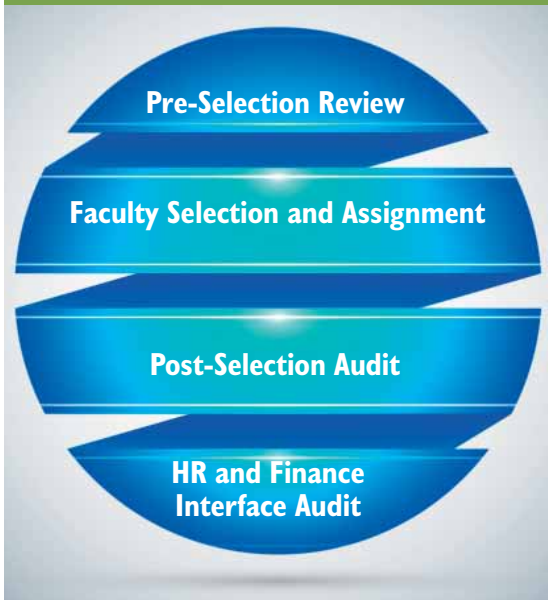 Pre-Selection Review
Faculty Selection and Assignment
Post-Selection Audit
HR and Finance
Interface Audit